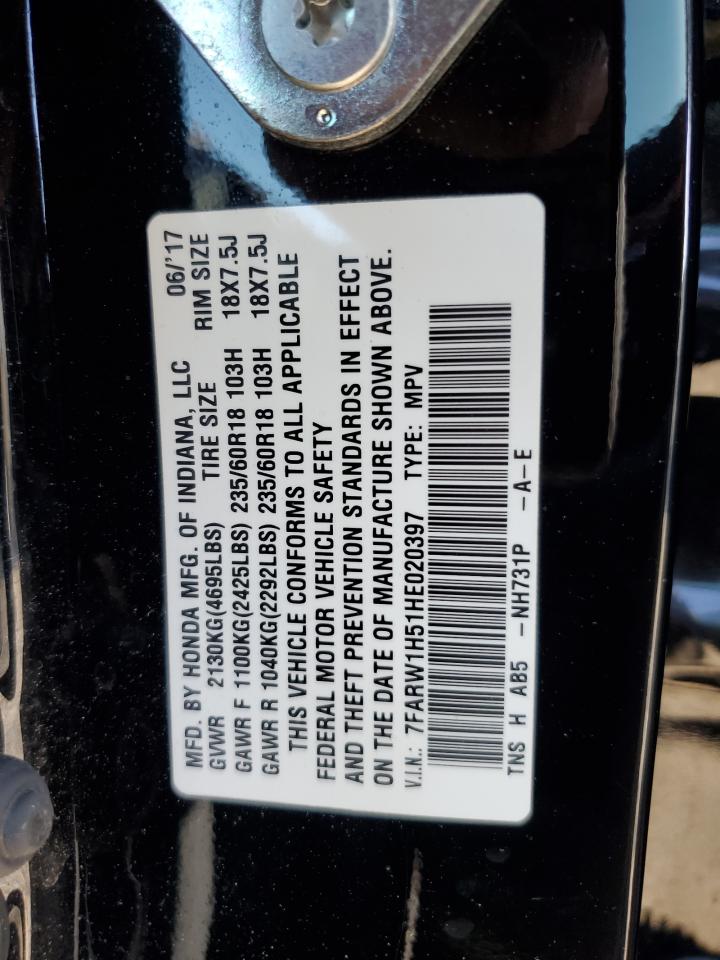 MFD. BY HONDA MFG. OF INDIANA, LLC 06/'17
GVWR 2130KG(4695LBS) TIRE SIZE RIM SIZE
GAWR F 1100KG(2425LBS) 235/60R18 103H 18X7.5J
GAWR R 1040KG(2292LBS) 235/60R18 103H 18X7.5J
THIS VEHICLE CONFORMS TO ALL APPLICABLE
FEDERAL MOTOR VEHICLE SAFETY
AND THEFT PREVENTION STANDARDS IN EFFECT
ON THE DATE OF MANUFACTURE SHOWN ABOVE.
V.I.N.: 7FARW1H51HE020397 TYPE: MPV
TNS H AB5 -NH731P -A-E